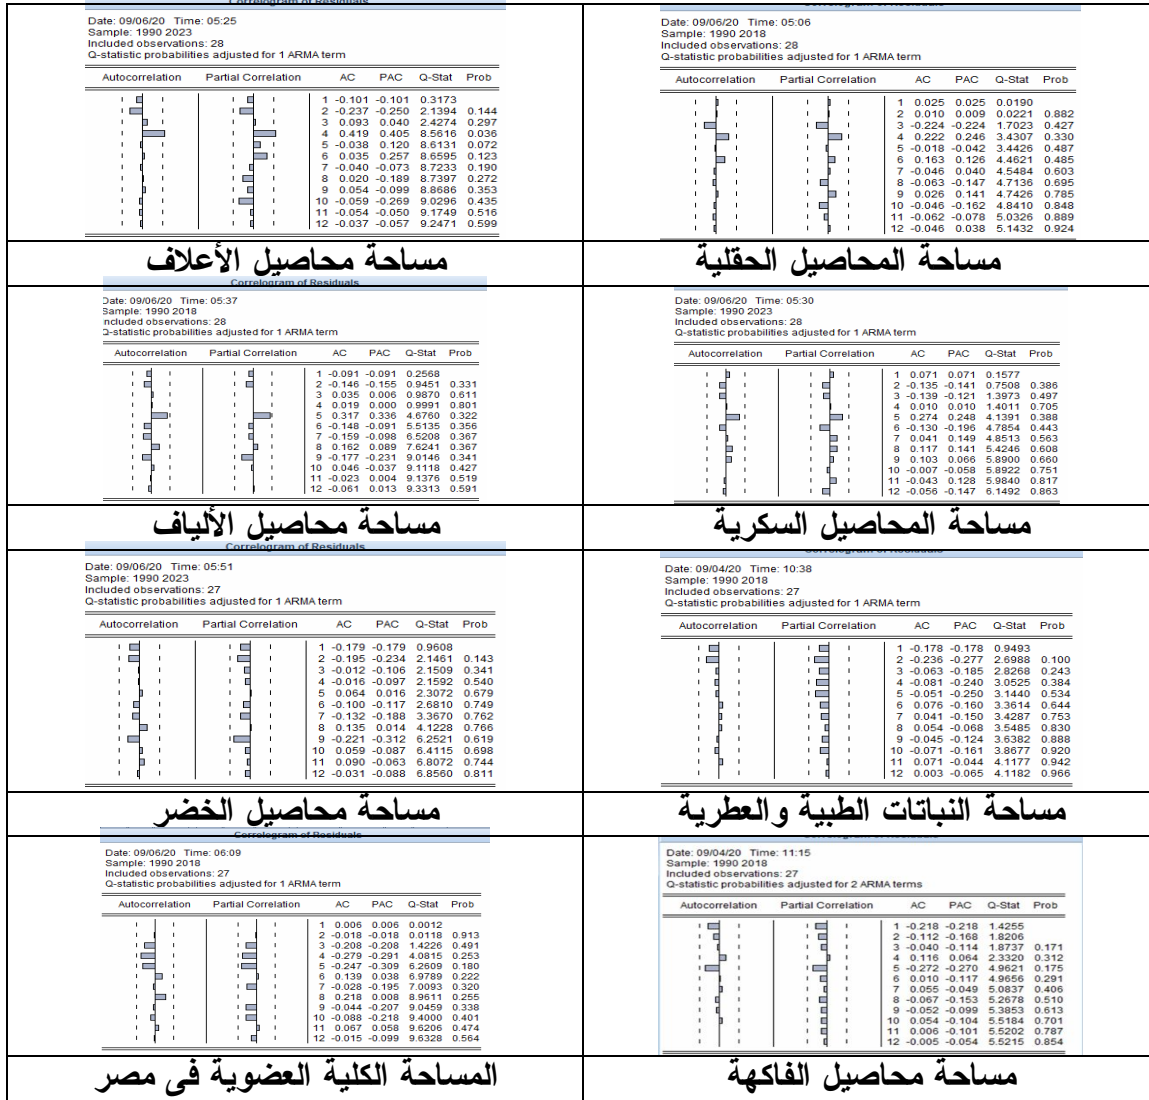 Date: 09/06/20 Time: 05:06
Sample: 1990 2018
Included observations: 28
Q-statistic probabilities adjusted for 1 ARMA term
Autocorrelation Partial Correlation AC PAC Q-Stat Prob
1 0.025 0.025 0.0190
2 0.010 0.009 0.0221 0.882
3 -0.224 -0.224 1.7023 0.427
4 0.222 0.246 3.4307 0.330
5 -0.018 -0.042 3.4426 0.487
6 0.163 0.126 4.4621 0.485
7 -0.046 0.040 4.5484 0.603
8 -0.063 -0.147 4.7136 0.695
9 0.026 0.141 4.7426 0.785
10 -0.046 -0.162 4.8410 0.848
11 -0.062 -0.078 5.0326 0.889
12 -0.046 0.038 5.1432 0.924
مساحة المحاصيل الحقلية
Correlogram of Residuals
Date: 09/06/20 Time: 05:25
Sample: 1990 2023
Included observations: 28
Q-statistic probabilities adjusted for 1 ARMA term
Autocorrelation Partial Correlation AC PAC Q-Stat Prob
1 -0.101 -0.101 0.3173
2 -0.237 -0.250 2.1394 0.144
3 0.093 0.040 2.4274 0.297
4 0.419 0.405 8.5616 0.036
5 -0.038 0.120 8.6131 0.072
6 0.035 0.257 8.6595 0.123
7 -0.040 -0.073 8.7233 0.190
8 0.020 -0.189 8.7397 0.272
9 0.054 -0.099 8.8686 0.353
10 -0.059 -0.269 9.0296 0.435
11 -0.054 -0.050 9.1749 0.516
12 -0.037 -0.057 9.2471 0.599
مساحة محاصيل الأعلاف
Date: 09/06/20 Time: 05:30
Sample: 1990 2023
Included observations: 28
Q-statistic probabilities adjusted for 1 ARMA term
Autocorrelation Partial Correlation AC PAC Q-Stat Prob
1 0.071 0.071 0.1577
2 -0.135 -0.141 0.7508 0.386
3 -0.139 -0.121 1.3973 0.497
4 0.010 0.010 1.4011 0.705
5 0.274 0.248 4.1391 0.388
6 -0.130 -0.196 4.7854 0.443
7 0.041 0.149 4.8513 0.563
8 0.117 0.141 5.4246 0.608
9 0.103 0.066 5.8900 0.660
10 -0.007 -0.058 5.8922 0.751
11 -0.043 0.128 5.9840 0.817
12 -0.056 -0.147 6.1492 0.863
مساحة المحاصيل السكرية
Correlogram of Residuals
Date: 09/06/20 Time: 05:37
Sample: 1990 2018
ncluded observations: 28
Q-statistic probabilities adjusted for 1 ARMA term
Autocorrelation Partial Correlation AC PAC Q-Stat Prob
1 -0.091 -0.091 0.2568
2 -0.146 -0.155 0.9451 0.331
3 0.035 0.006 0.9870 0.611
4 0.019 0.000 0.9991 0.801
5 0.317 0.336 4.6760 0.322
6 -0.148 -0.091 5.5135 0.356
7 -0.159 -0.098 6.5208 0.367
8 0.162 0.089 7.6241 0.367
9 -0.177 -0.231 9.0146 0.341
10 0.046 -0.037 9.1118 0.427
11 -0.023 0.004 9.1376 0.519
12 -0.061 0.013 9.3313 0.591
مساحة محاصيل الألياف
Date: 09/04/20 Time: 10:38
Sample: 1990 2018
Included observations: 27
Q-statistic probabilities adjusted for 1 ARMA term
Autocorrelation Partial Correlation AC PAC Q-Stat Prob
1 -0.178 -0.178 0.9493
2 -0.236 -0.277 2.6988 0.100
3 -0.063 -0.185 2.8268 0.243
4 -0.081 -0.240 3.0525 0.384
5 -0.051 -0.250 3.1440 0.534
6 0.076 -0.160 3.3614 0.644
7 0.041 -0.150 3.4287 0.753
8 0.054 -0.068 3.5485 0.830
9 -0.045 -0.124 3.6382 0.888
10 -0.071 -0.161 3.8677 0.920
11 0.071 -0.044 4.1177 0.942
12 0.003 -0.065 4.1182 0.966
مساحة النباتات الطبية والعطرية
Correlogram of Residuals
Date: 09/06/20 Time: 05:51
Sample: 1990 2023
Included observations: 27
Q-statistic probabilities adjusted for 1 ARMA term
Autocorrelation Partial Correlation AC PAC Q-Stat Prob
1 -0.179 -0.179 0.9608
2 -0.195 -0.234 2.1461 0.143
3 -0.012 -0.106 2.1509 0.341
4 -0.016 -0.097 2.1592 0.540
5 0.064 0.016 2.3072 0.679
6 -0.100 -0.117 2.6810 0.749
7 -0.132 -0.188 3.3670 0.762
8 0.135 0.014 4.1228 0.766
9 -0.221 -0.312 6.2521 0.619
10 0.059 -0.087 6.4115 0.698
11 0.090 -0.063 6.8072 0.744
12 -0.031 -0.088 6.8560 0.811
مساحة محاصيل الخضر
Date: 09/04/20 Time: 11:15
Sample: 1990 2018
Included observations: 27
Q-statistic probabilities adjusted for 2 ARMA terms
Autocorrelation Partial Correlation AC PAC Q-Stat Prob
1 -0.218 -0.218 1.4255
2 -0.112 -0.168 1.8206
3 -0.040 -0.114 1.8737 0.171
4 0.116 0.064 2.3320 0.312
5 -0.272 -0.270 4.9621 0.175
6 0.010 -0.117 4.9656 0.291
7 0.055 -0.049 5.0837 0.406
8 -0.067 -0.153 5.2678 0.510
9 -0.052 -0.099 5.3853 0.613
10 0.054 -0.104 5.5184 0.701
11 0.006 -0.101 5.5202 0.787
12 -0.005 -0.054 5.5215 0.854
مساحة محاصيل الفاكهة
Correlogram of Residuals
Date: 09/06/20 Time: 06:09
Sample: 1990 2018
Included observations: 27
Q-statistic probabilities adjusted for 1 ARMA term
Autocorrelation Partial Correlation AC PAC Q-Stat Prob
1 0.006 0.006 0.0012
2 -0.018 -0.018 0.0118 0.913
3 -0.208 -0.208 1.4226 0.491
4 -0.279 -0.291 4.0815 0.253
5 -0.247 -0.309 6.2609 0.180
6 0.139 0.038 6.9789 0.222
7 -0.028 -0.195 7.0093 0.320
8 0.218 0.008 8.9611 0.255
9 -0.044 -0.207 9.0459 0.338
10 -0.088 -0.218 9.4000 0.401
11 0.067 0.058 9.6206 0.474
12 -0.015 -0.099 9.6328 0.564
المساحة الكلية العضوية فى مصر